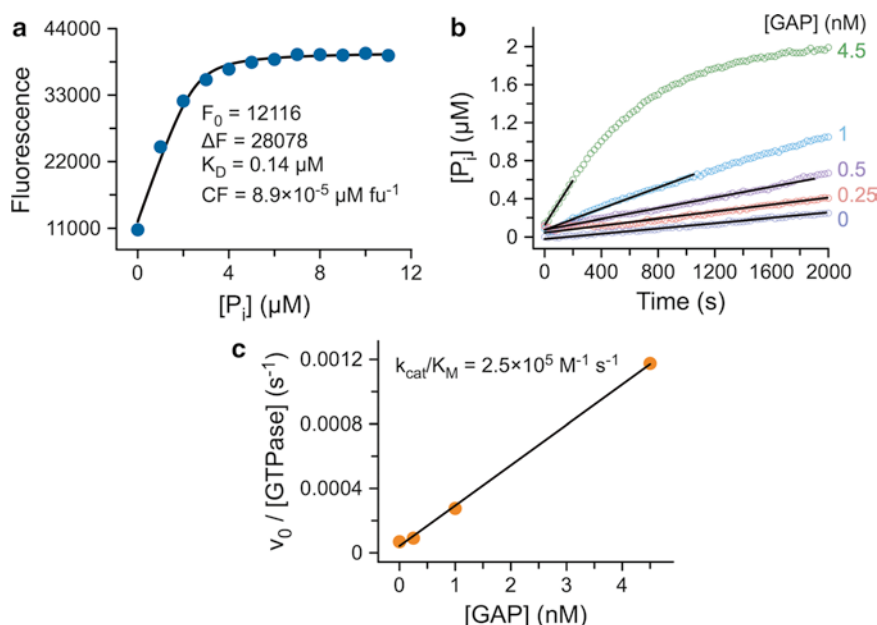 a
44000
33000
22000
11000
Fluorescence
F₀ = 12116
ΔF = 28078
K_D = 0.14 μM
CF = 8.9×10⁻⁵ μM fu⁻¹
0 4 8 12
[Pᵢ] (μM)
b
[GAP] (nM)
2
1.6
1.2
0.8
0.4
0
[Pᵢ] (μM)
4.5
1
0.5
0.25
0
0 400 800 1200 1600 2000
Time (s)
c
k_cat/K_M = 2.5×10⁵ M⁻¹ s⁻¹
0.0012
0.0008
0.0004
0
v₀ / [GTPase] (s⁻¹)
0 1 2 3 4
[GAP] (nM)